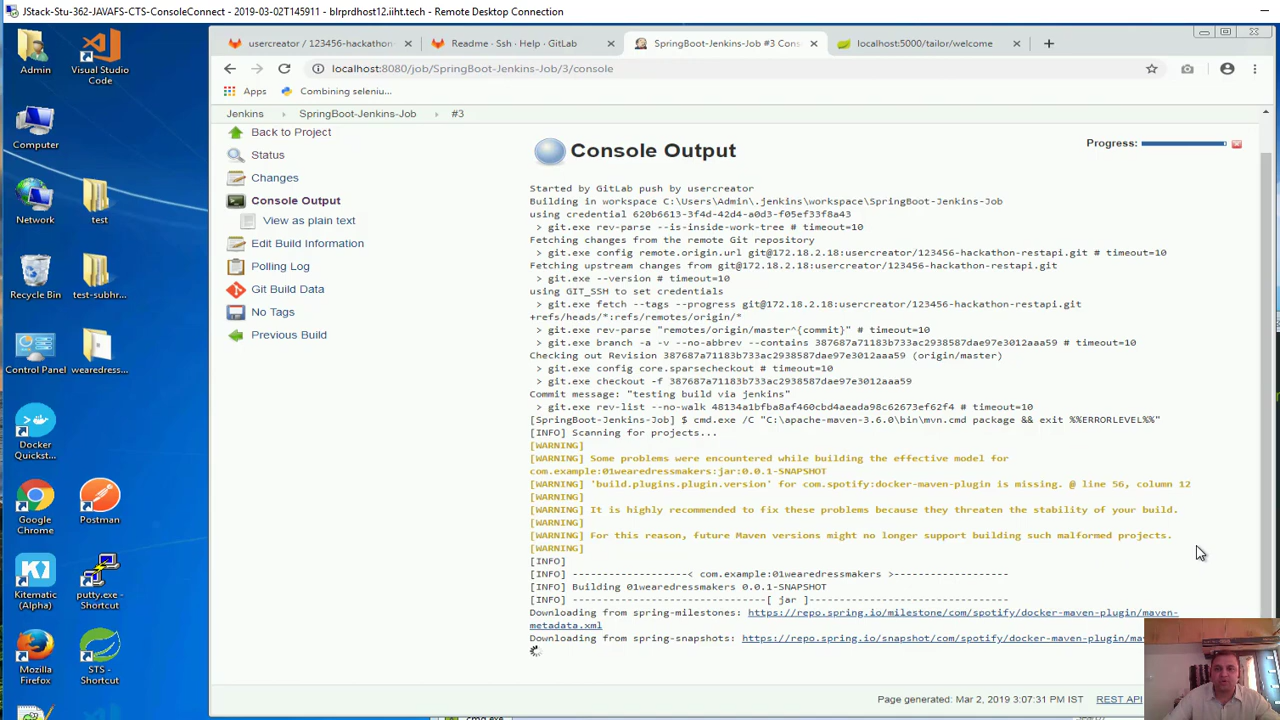 JStack-Stu-362-JAVAFS-CTS-ConsoleConnect - 2019-03-02T145911 - blrprdhost12.iiht.tech - Remote Desktop Connection
usercreator / 123456-hackathon
Readme - Ssh - Help - GitLab
SpringBoot-Jenkins-Job #3 Cons
localhost:5000/tailor/welcome
localhost:8080/job/SpringBoot-Jenkins-Job/3/console
Apps
Combining seleniu...
Jenkins
SpringBoot-Jenkins-Job
#3
Back to Project
Status
Changes
Console Output
View as plain text
Edit Build Information
Polling Log
Git Build Data
No Tags
Previous Build
Console Output
Progress:
Started by GitLab push by usercreator
Building in workspace C:\Users\Admin\.jenkins\workspace\SpringBoot-Jenkins-Job
using credential 620b6613-3f4d-42d4-a0d3-f05ef33f8a43
> git.exe rev-parse --is-inside-work-tree # timeout=10
Fetching changes from the remote Git repository
> git.exe config remote.origin.url git@172.18.2.18:usercreator/123456-hackathon-restapi.git # timeout=10
Fetching upstream changes from git@172.18.2.18:usercreator/123456-hackathon-restapi.git
> git.exe --version # timeout=10
using GIT_SSH to set credentials
> git.exe fetch --tags --progress git@172.18.2.18:usercreator/123456-hackathon-restapi.git
+refs/heads/*:refs/remotes/origin/*
> git.exe rev-parse "remotes/origin/master^{commit}" # timeout=10
> git.exe branch -a -v --no-abbrev --contains 387687a71183b733ac2938587dae97e3012aaa59 # timeout=10
Checking out Revision 387687a71183b733ac2938587dae97e3012aaa59 (origin/master)
> git.exe config core.sparsecheckout # timeout=10
> git.exe checkout -f 387687a71183b733ac2938587dae97e3012aaa59
Commit message: "testing build via jenkins"
> git.exe rev-list --no-walk 48134a1bfba8af460cbd4aeada98c62673ef62f4 # timeout=10
[SpringBoot-Jenkins-Job] $ cmd.exe /C "C:\apache-maven-3.6.0\bin\mvn.cmd package && exit %%ERRORLEVEL%%"
[INFO] Scanning for projects...
[WARNING]
[WARNING] Some problems were encountered while building the effective model for
com.example:01wearedressmakers:jar:0.0.1-SNAPSHOT
[WARNING] 'build.plugins.plugin.version' for com.spotify:docker-maven-plugin is missing. @ line 56, column 12
[WARNING]
[WARNING] It is highly recommended to fix these problems because they threaten the stability of your build.
[WARNING]
[WARNING] For this reason, future Maven versions might no longer support building such malformed projects.
[WARNING]
[INFO]
[INFO] ------------------< com.example:01wearedressmakers >-------------------
[INFO] Building 01wearedressmakers 0.0.1-SNAPSHOT
[INFO] --------------------------------[ jar ]---------------------------------
Downloading from spring-milestones: https://repo.spring.io/milestone/com/spotify/docker-maven-plugin/maven-
metadata.xml
Downloading from spring-snapshots: https://repo.spring.io/snapshot/com/spotify/docker-maven-plugin/ma
Page generated: Mar 2, 2019 3:07:31 PM IST
REST API
cmd.exe
Admin
Visual Studio
Code
Computer
Network
test
Recycle Bin
test-subhr...
Control Panel
wearedress...
Docker
Quickst...
Google
Chrome
Postman
Kitematic
(Alpha)
putty.exe -
Shortcut
Mozilla
Firefox
STS -
Shortcut